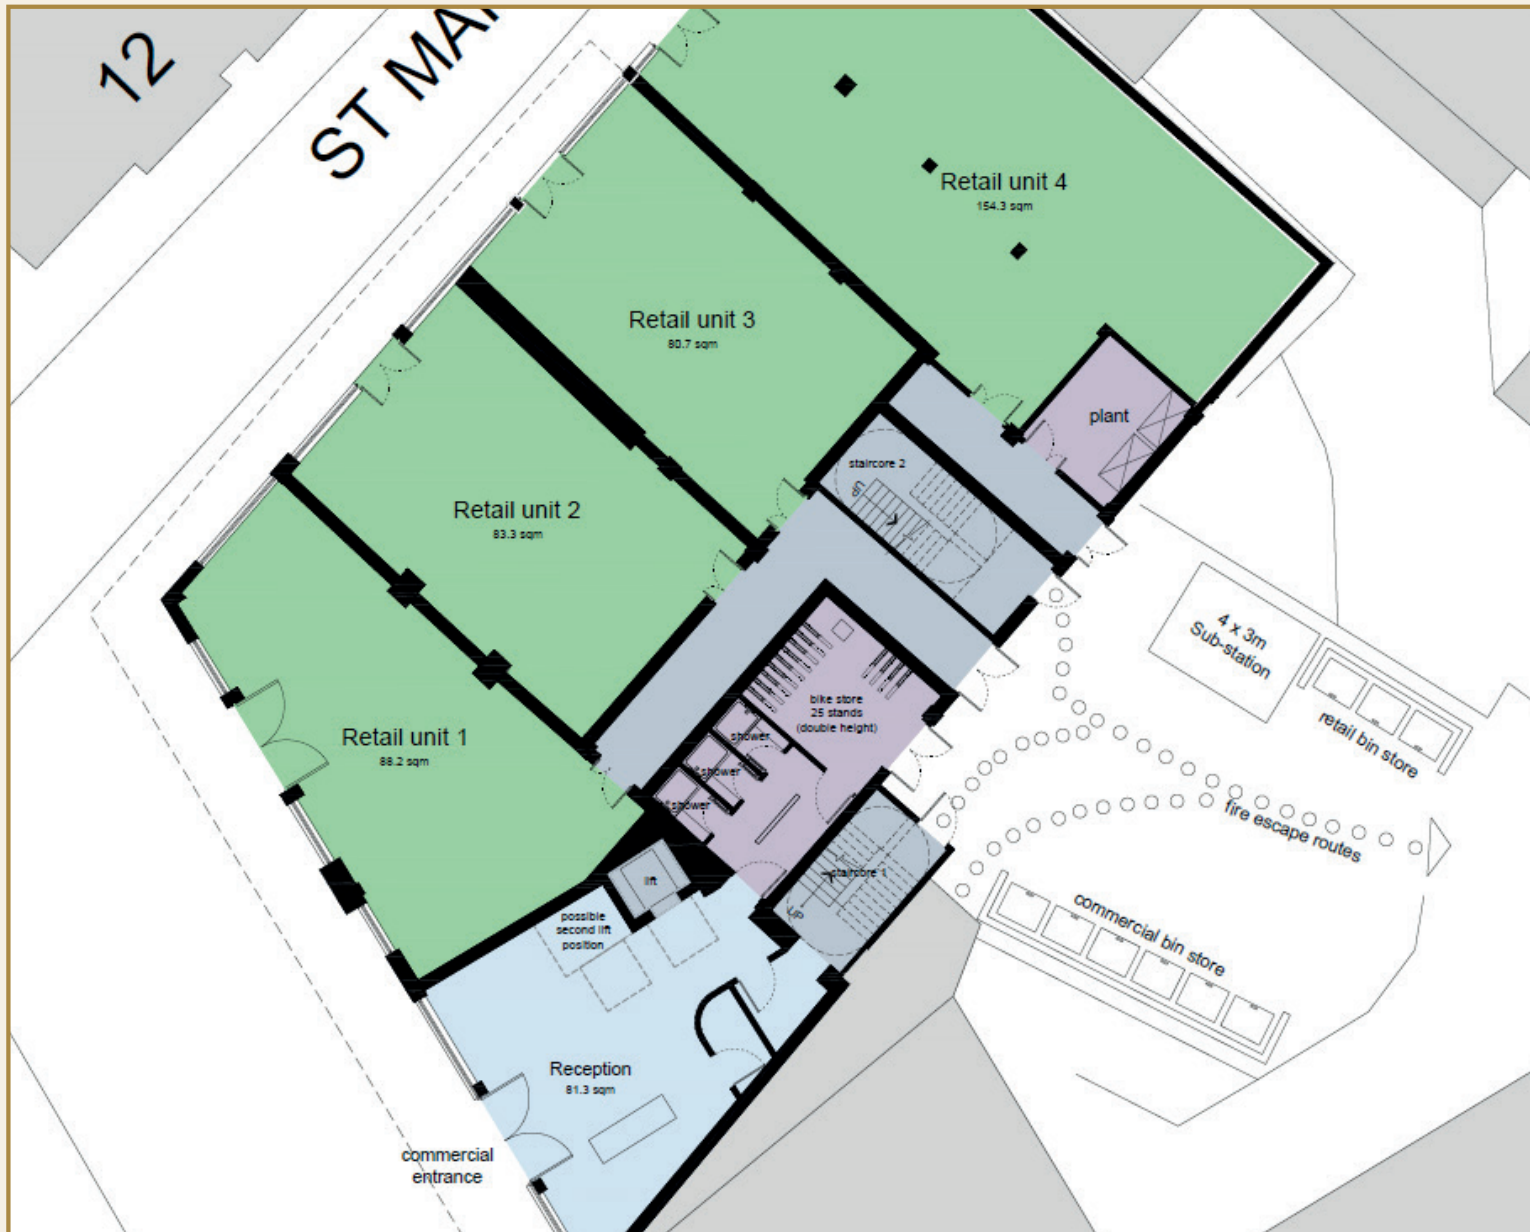 12
ST MAR
Retail unit 4
154.3 sqm
Retail unit 3
80.7 sqm
plant
staircore 2
UP
Retail unit 2
83.3 sqm
4 x 3m
Sub-station
retail bin store
bike store
25 stands
(double height)
shower
shower
shower
Retail unit 1
88.2 sqm
fire escape routes
staircore 1
UP
lift
possible
second lift
position
commercial bin store
Reception
81.3 sqm
commercial
entrance